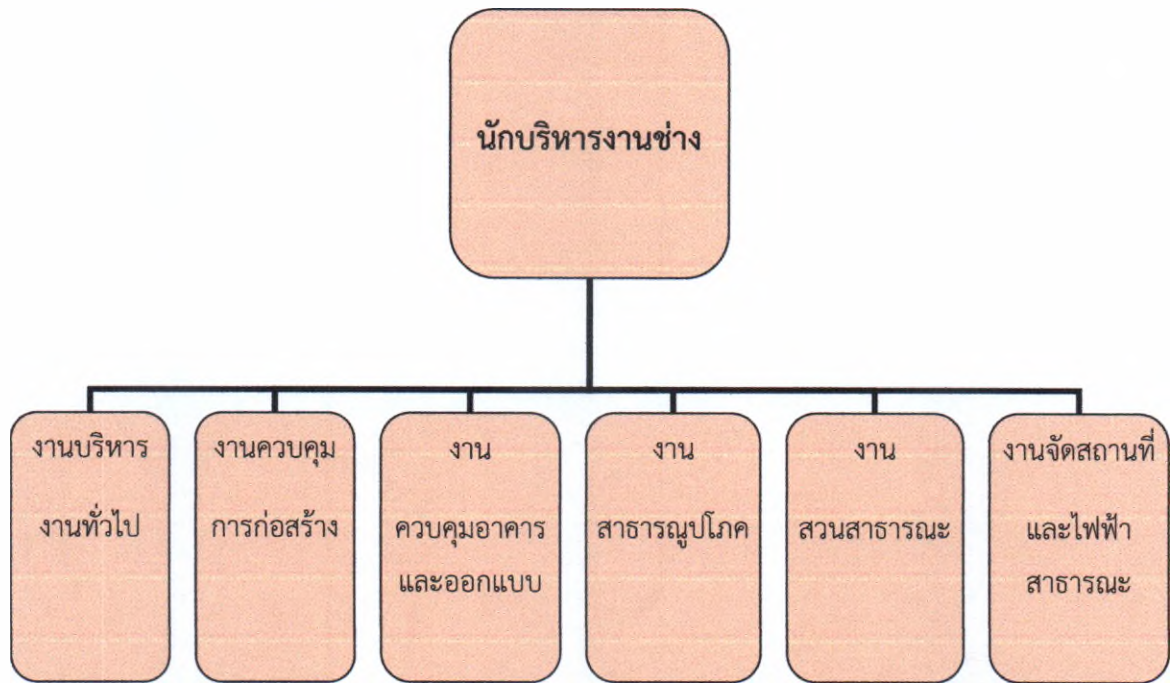 นักบริหารงานช่าง
งานบริหาร
งานทั่วไป
งานควบคุม
การก่อสร้าง
งาน
ควบคุมอาคาร
และออกแบบ
งาน
สาธารณูปโภค
งาน
สวนสาธารณะ
งานจัดสถานที่
และไฟฟ้า
สาธารณะ